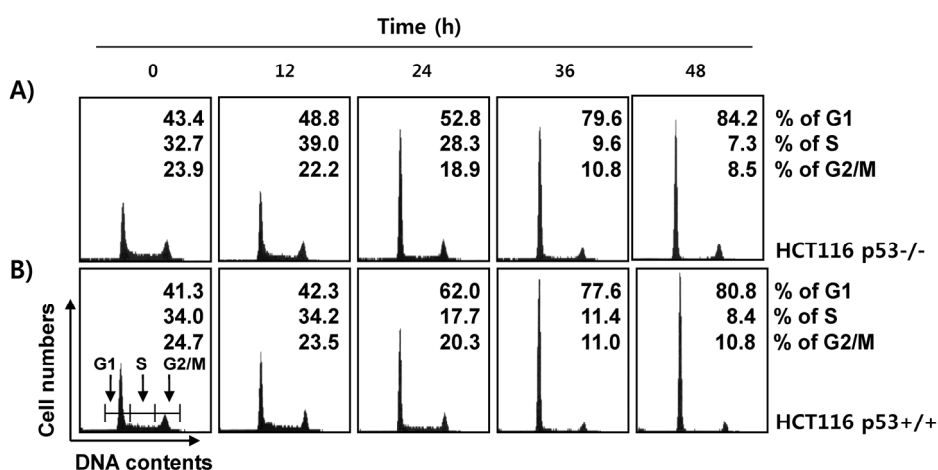 Time (h)
0 12 24 36 48
A)
43.4 48.8 52.8 79.6 84.2 % of G1
32.7 39.0 28.3 9.6 7.3 % of S
23.9 22.2 18.9 10.8 8.5 % of G2/M
HCT116 p53-/-
B)
41.3 42.3 62.0 77.6 80.8 % of G1
34.0 34.2 17.7 11.4 8.4 % of S
24.7 23.5 20.3 11.0 10.8 % of G2/M
G1 S G2/M
Cell numbers
HCT116 p53+/+
DNA contents